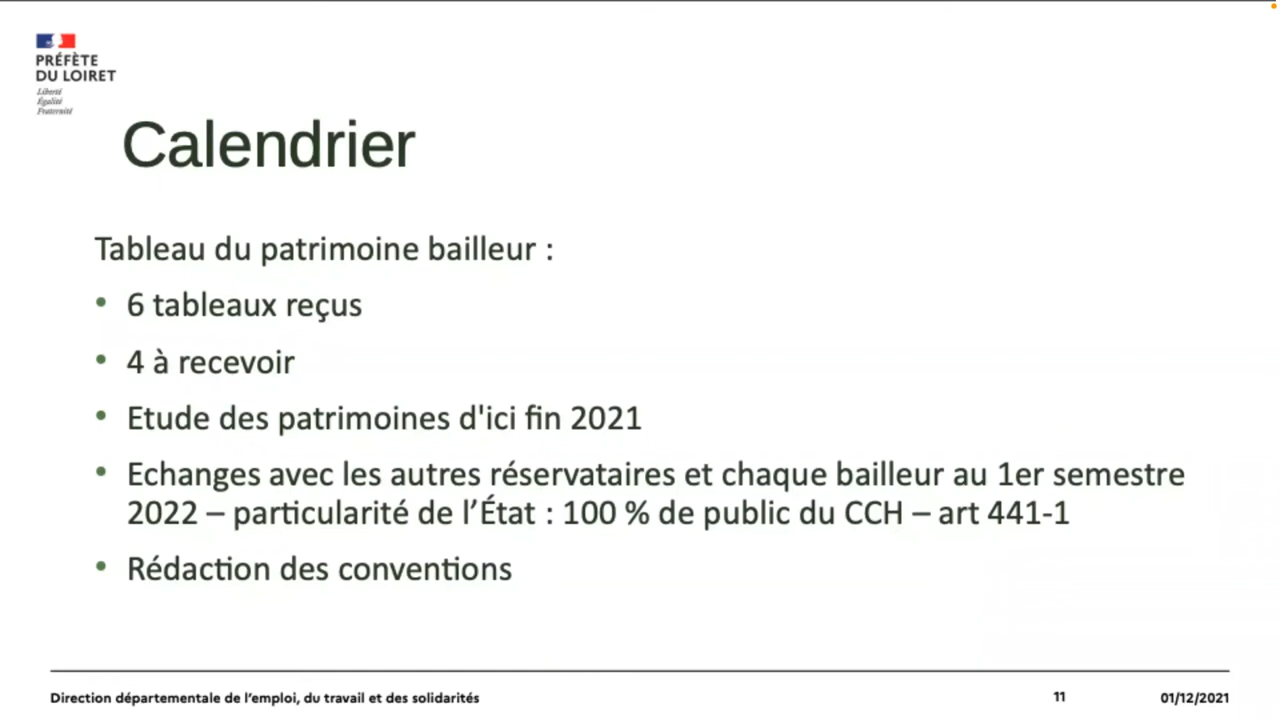 PRÉFÈTE
DU LOIRET
Liberté
Égalité
Fraternité
Calendrier
Tableau du patrimoine bailleur :
• 6 tableaux reçus
• 4 à recevoir
• Etude des patrimoines d'ici fin 2021
• Echanges avec les autres réservataires et chaque bailleur au 1er semestre
2022 – particularité de l’État : 100 % de public du CCH – art 441-1
• Rédaction des conventions
Direction départementale de l’emploi, du travail et des solidarités
11
01/12/2021